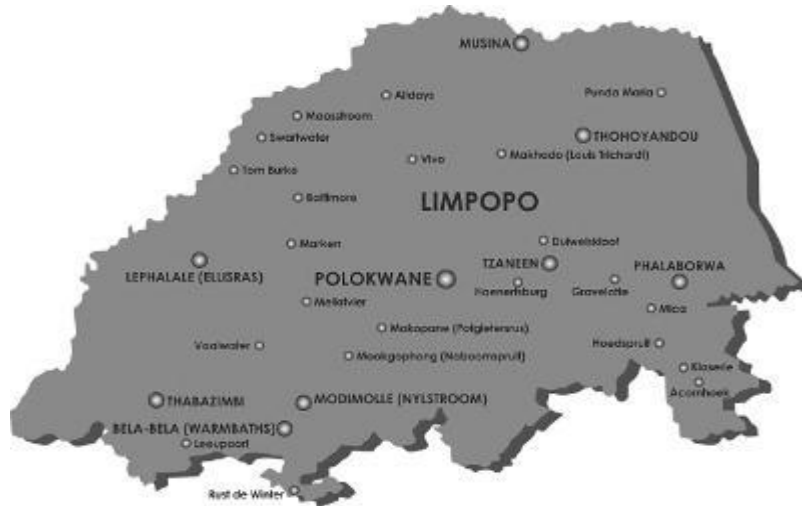 MUSINA
Alldays
Punda Maria
Maasstroom
Swartwater
THOHOYANDOU
Vivo
Makhado (Louis Trichardt)
Tom Burke
Baltimore
LIMPOPO
Marken
Duiwelskloof
TZANEEN
PHALABORWA
LEPHALALE (ELLISRAS)
POLOKWANE
Haenertsburg
Gravelotte
Mica
Makopane (Potgietersrus)
Vaalwater
Hoedspruit
Mookgophong (Naboomspruit)
Klaserie
Acornhoek
THABAZIMBI
MODIMOLLE (NYLSTROOM)
BELA-BELA (WARMBATHS)
Leeupoort
Rust de Winter